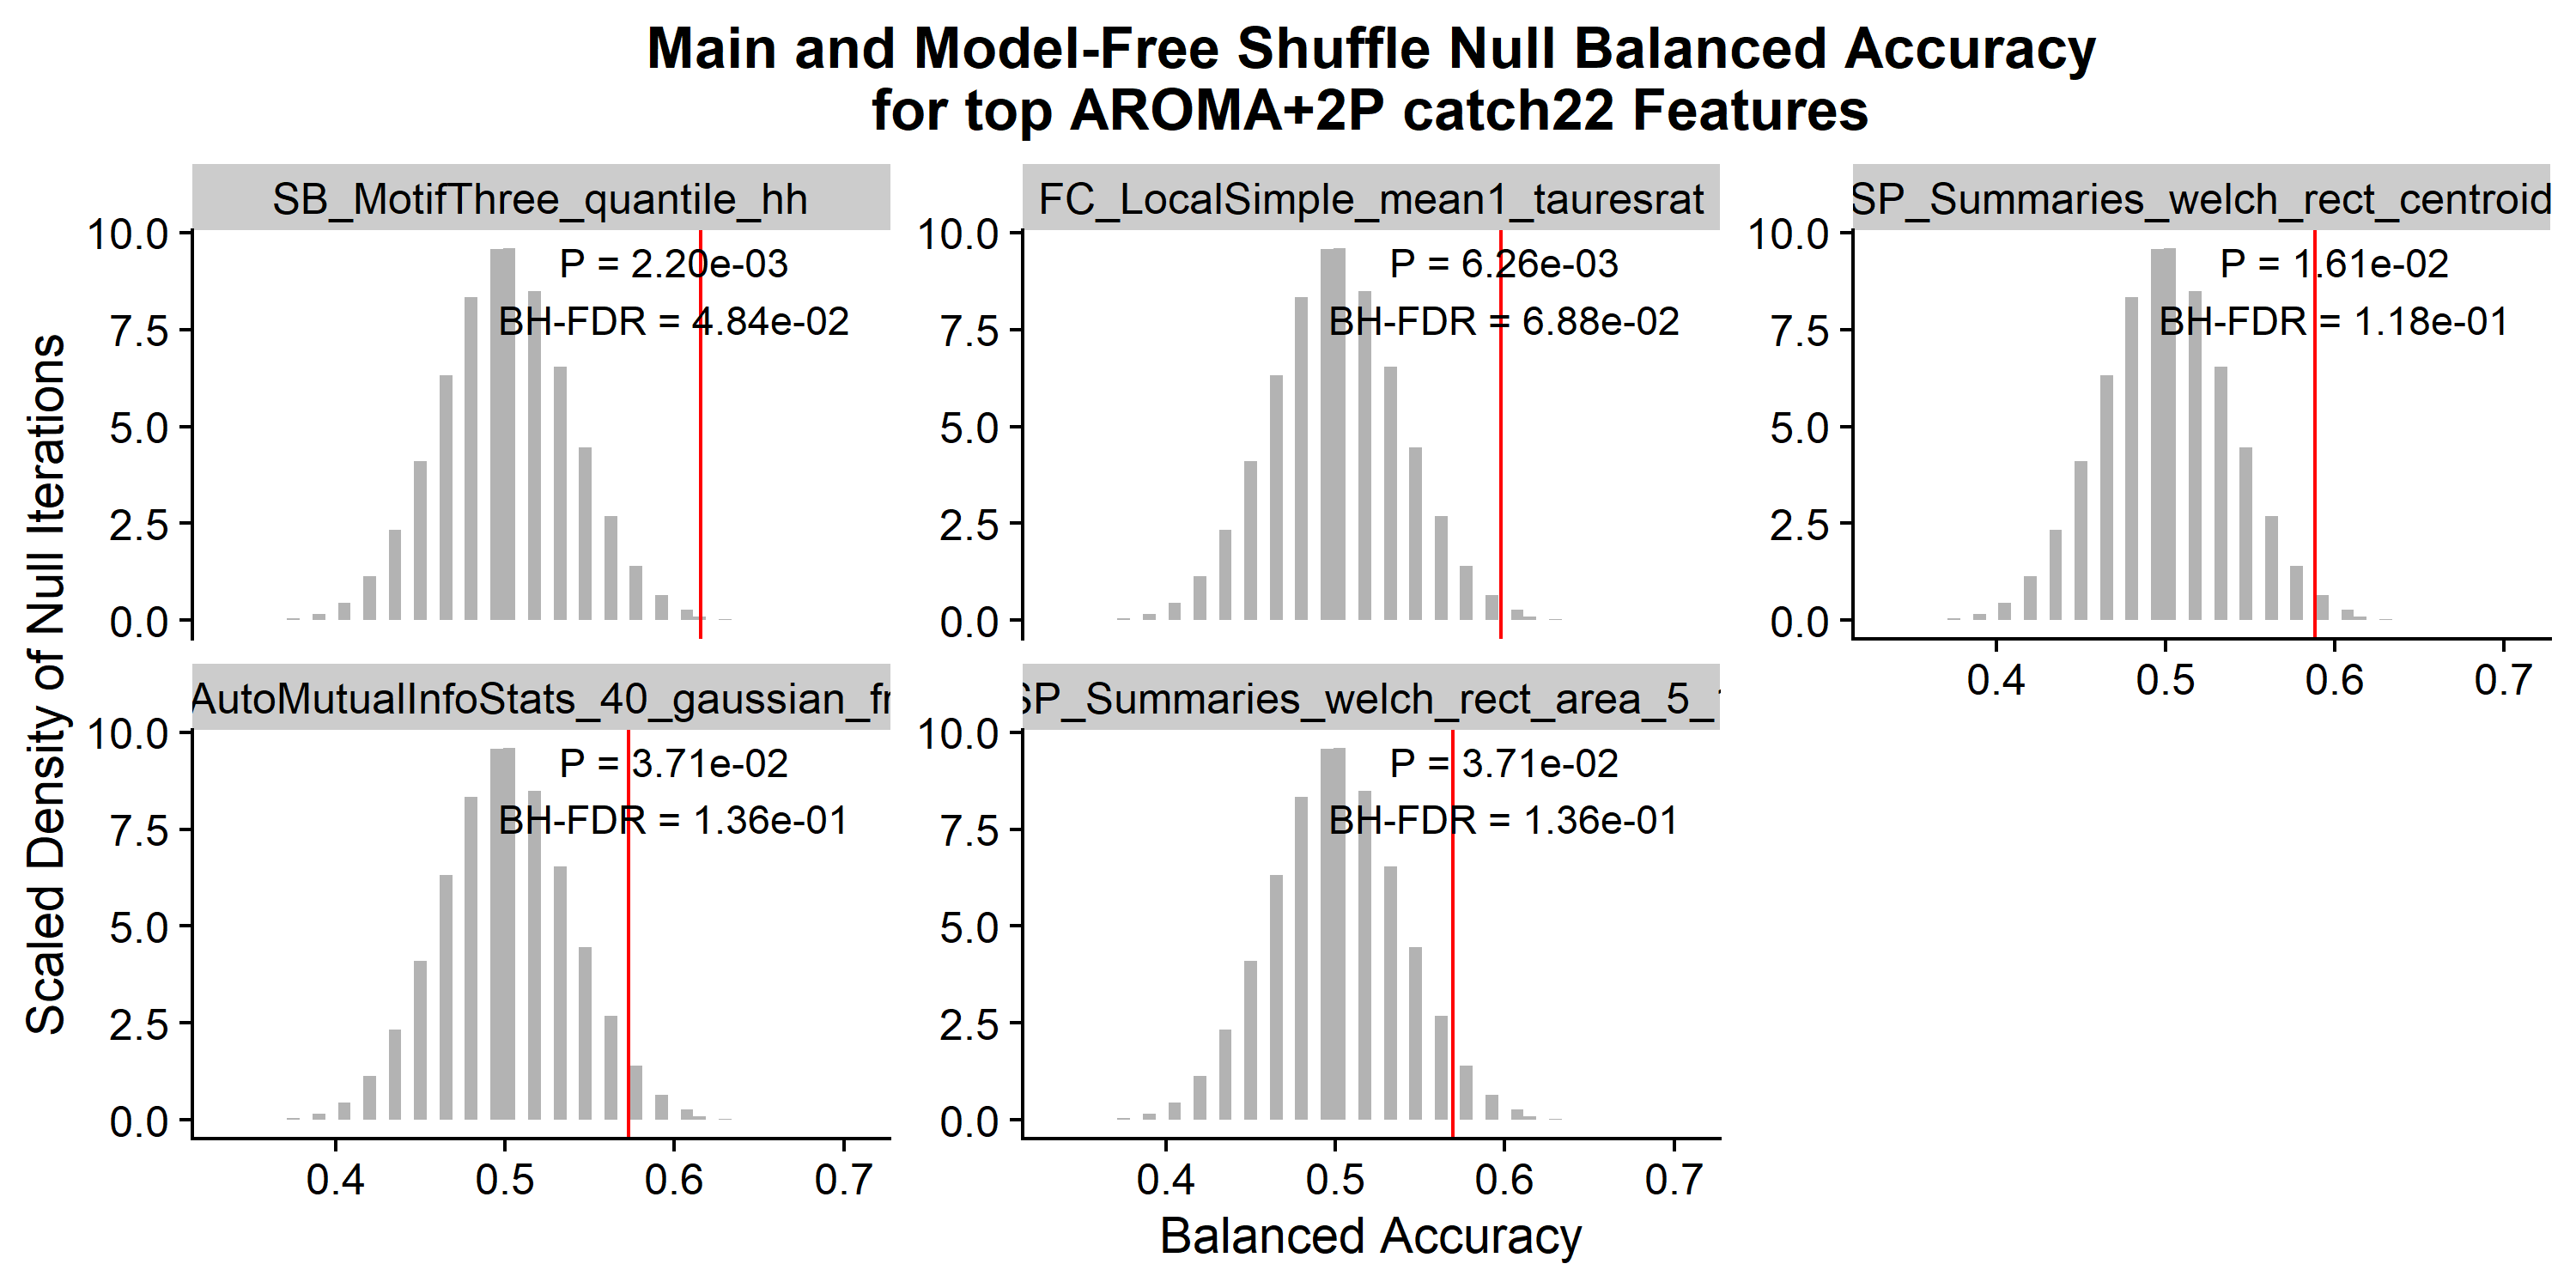 Main and Model-Free Shuffle Null Balanced Accuracy
for top AROMA+2P catch22 Features
Scaled Density of Null Iterations
SB_MotifThree_quantile_hh
10.0
7.5
5.0
2.5
0.0
P = 2.20e-03
BH-FDR = 4.84e-02
FC_LocalSimple_mean1_tauresrat
10.0
7.5
5.0
2.5
0.0
P = 6.26e-03
BH-FDR = 6.88e-02
SP_Summaries_welch_rect_centroid
10.0
7.5
5.0
2.5
0.0
P = 1.61e-02
BH-FDR = 1.18e-01
0.4 0.5 0.6 0.7
AutoMutualInfoStats_40_gaussian_fr
10.0
7.5
5.0
2.5
0.0
P = 3.71e-02
BH-FDR = 1.36e-01
0.4 0.5 0.6 0.7
SP_Summaries_welch_rect_area_5_
10.0
7.5
5.0
2.5
0.0
P = 3.71e-02
BH-FDR = 1.36e-01
0.4 0.5 0.6 0.7
Balanced Accuracy